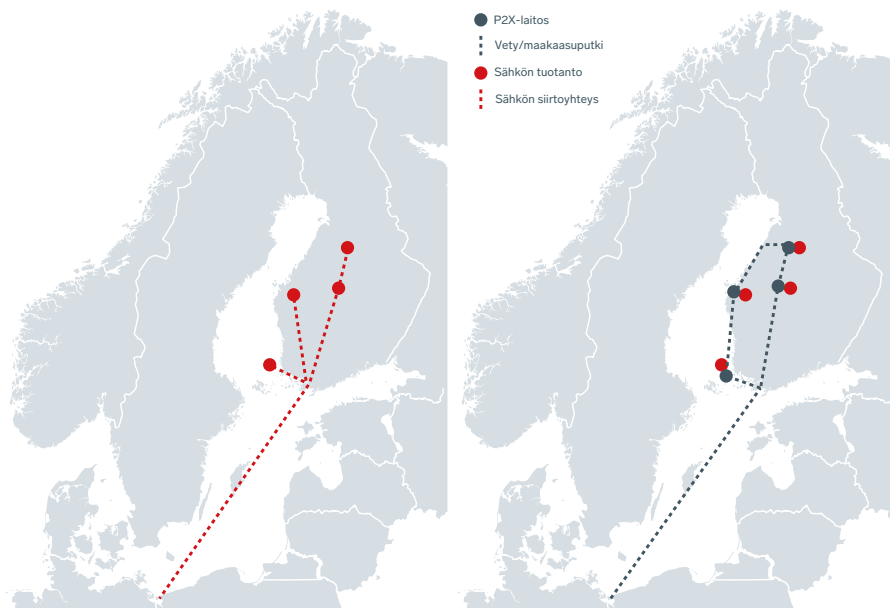 P2X-laitos
Vety/maakaasuputki
Sähkön tuotanto
Sähkön siirtoyhteys